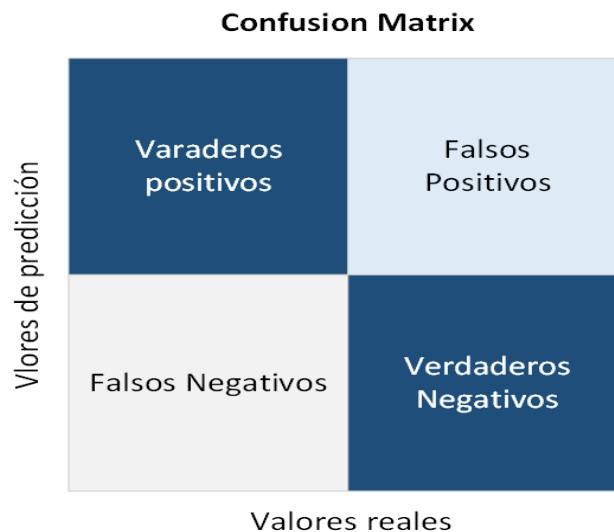 Confusion Matrix
Varaderos
positivos
Falsos
Positivos
Vlores de predicción
Falsos Negativos
Verdaderos
Negativos
Valores reales